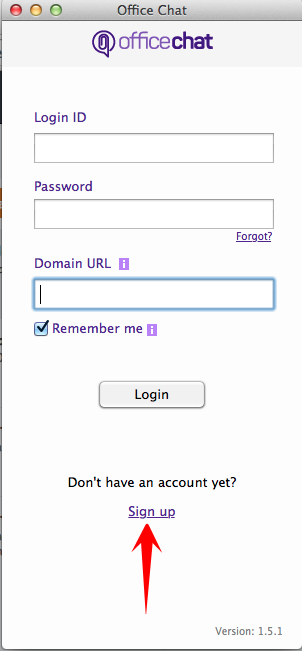 Office Chat
officechat
Login ID
Password
Forgot?
Domain URL i
Remember me i
Login
Don't have an account yet?
Sign up
Version: 1.5.1